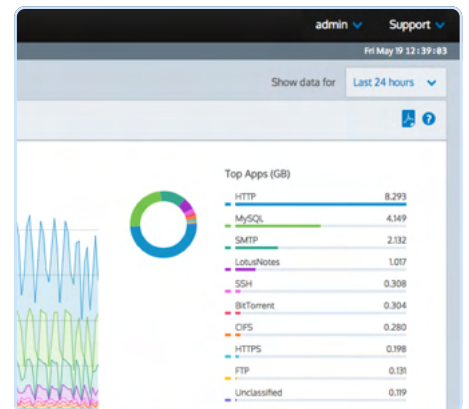 admin Support
Fri May 19 12:39:03
Show data for Last 24 hours
Top Apps (GB)
HTTP 8.293
MySQL 4.149
SMTP 2.132
LotusNotes 1.017
SSH 0.308
BitTorrent 0.304
CIFS 0.280
HTTPS 0.198
FTP 0.131
Unclassified 0.119